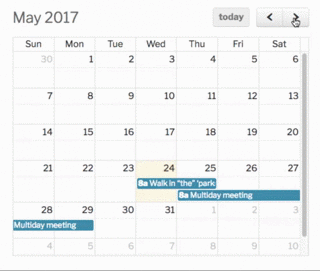 May 2017 today
Sun Mon Tue Wed Thu Fri Sat
30 1 2 3 4 5 6
7 8 9 10 11 12 13
14 15 16 17 18 19 20
21 22 23 24 25 26 27
8a Walk in "the" 'park
8a Multiday meeting
28 29 30 31 1 2 3
Multiday meeting
4 5 6 7 8 9 10